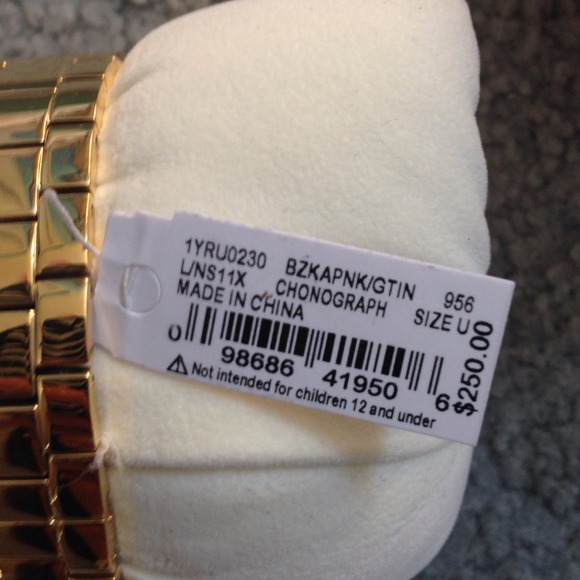 1YRU0230 BZKAPNK/GTIN 956
L/NS11X CHONOGRAPH SIZE U
MADE IN CHINA
0 98686 41950 6
$250.00
Not intended for children 12 and under